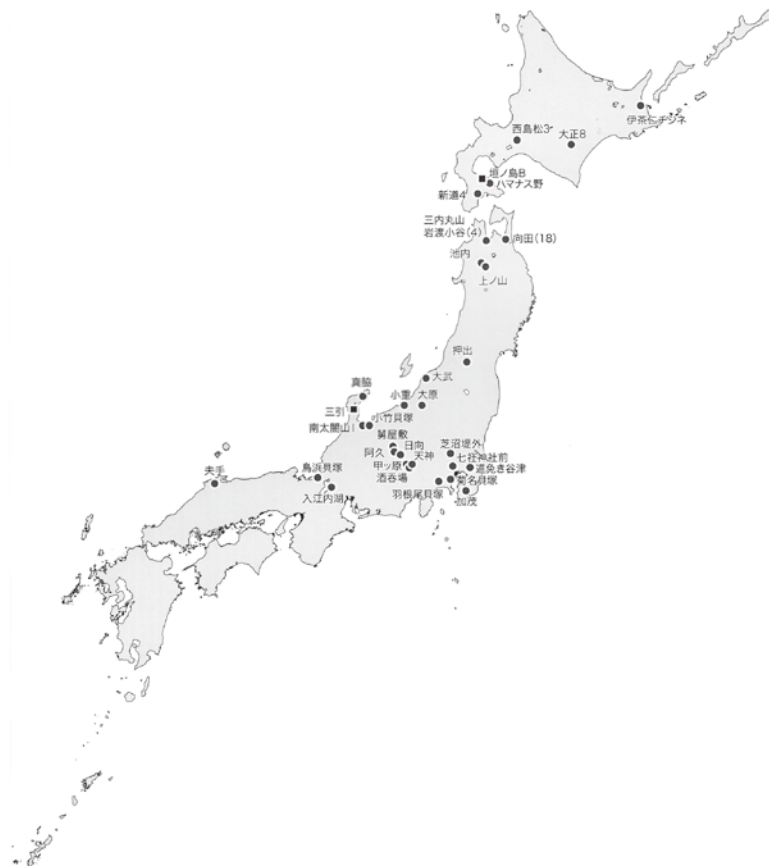 伊茶仁チシネ
西島松3
大正8
垣ノ島B
ハマナス野
新道4
三内丸山
岩渡小谷(4)
向田(18)
池内
上ノ山
押出
大武
真脇
小重
大原
三引
南太閤山I
小竹貝塚
舅屋敷
日向
阿久
芝沼堤外
七社神社前
甲ッ原
天神
道免き谷津
酒呑場
菊名貝塚
羽根尾貝塚
加茂
夫手
鳥浜貝塚
入江内湖